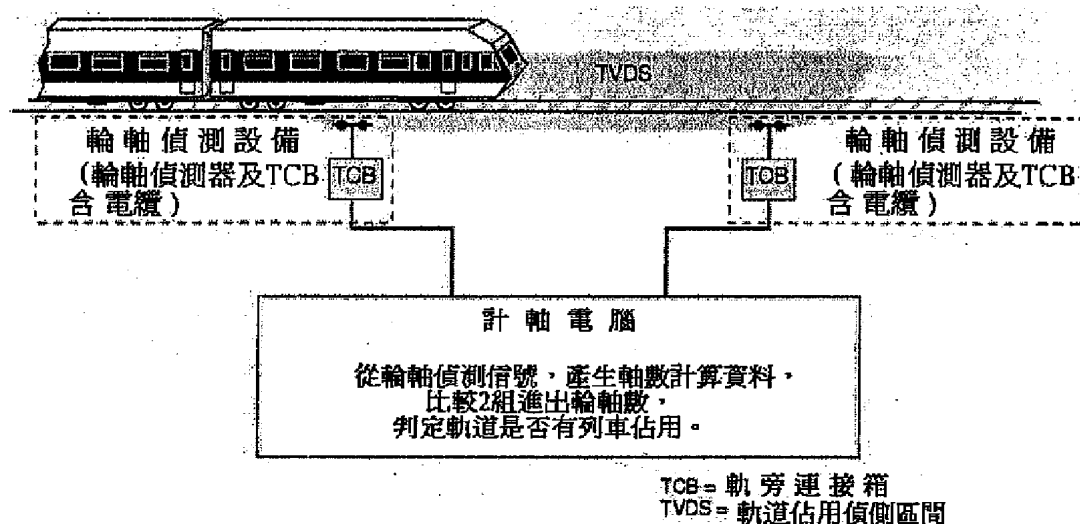 TVDS
輪軸偵測設備
(輪軸偵測器及TCB
含電纜)
TCB
TCB
輪軸偵測設備
(輪軸偵測器及TCB
含電纜)
計軸電腦
從輪軸偵測信號,產生軸數計算資料,
比較2組進出輪軸數,
判定軌道是否有列車佔用。
TCB= 軌旁連接箱
TVDS= 軌道佔用偵側區間